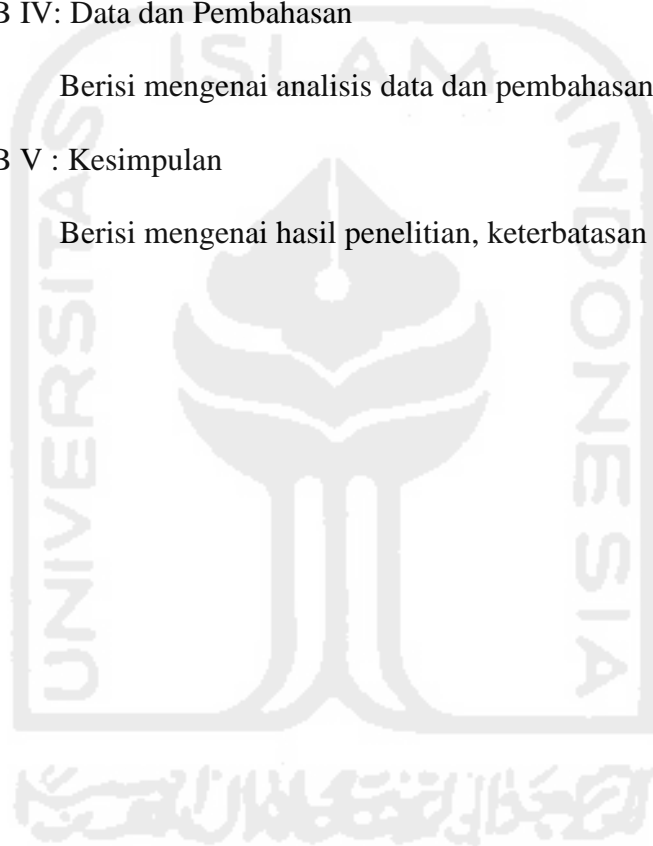 B IV: Data dan Pembahasan
Berisi mengenai analisis data dan pembahasan
B V : Kesimpulan
Berisi mengenai hasil penelitian, keterbatasan
ISLAM
UNIVERSITAS
INDONESIA